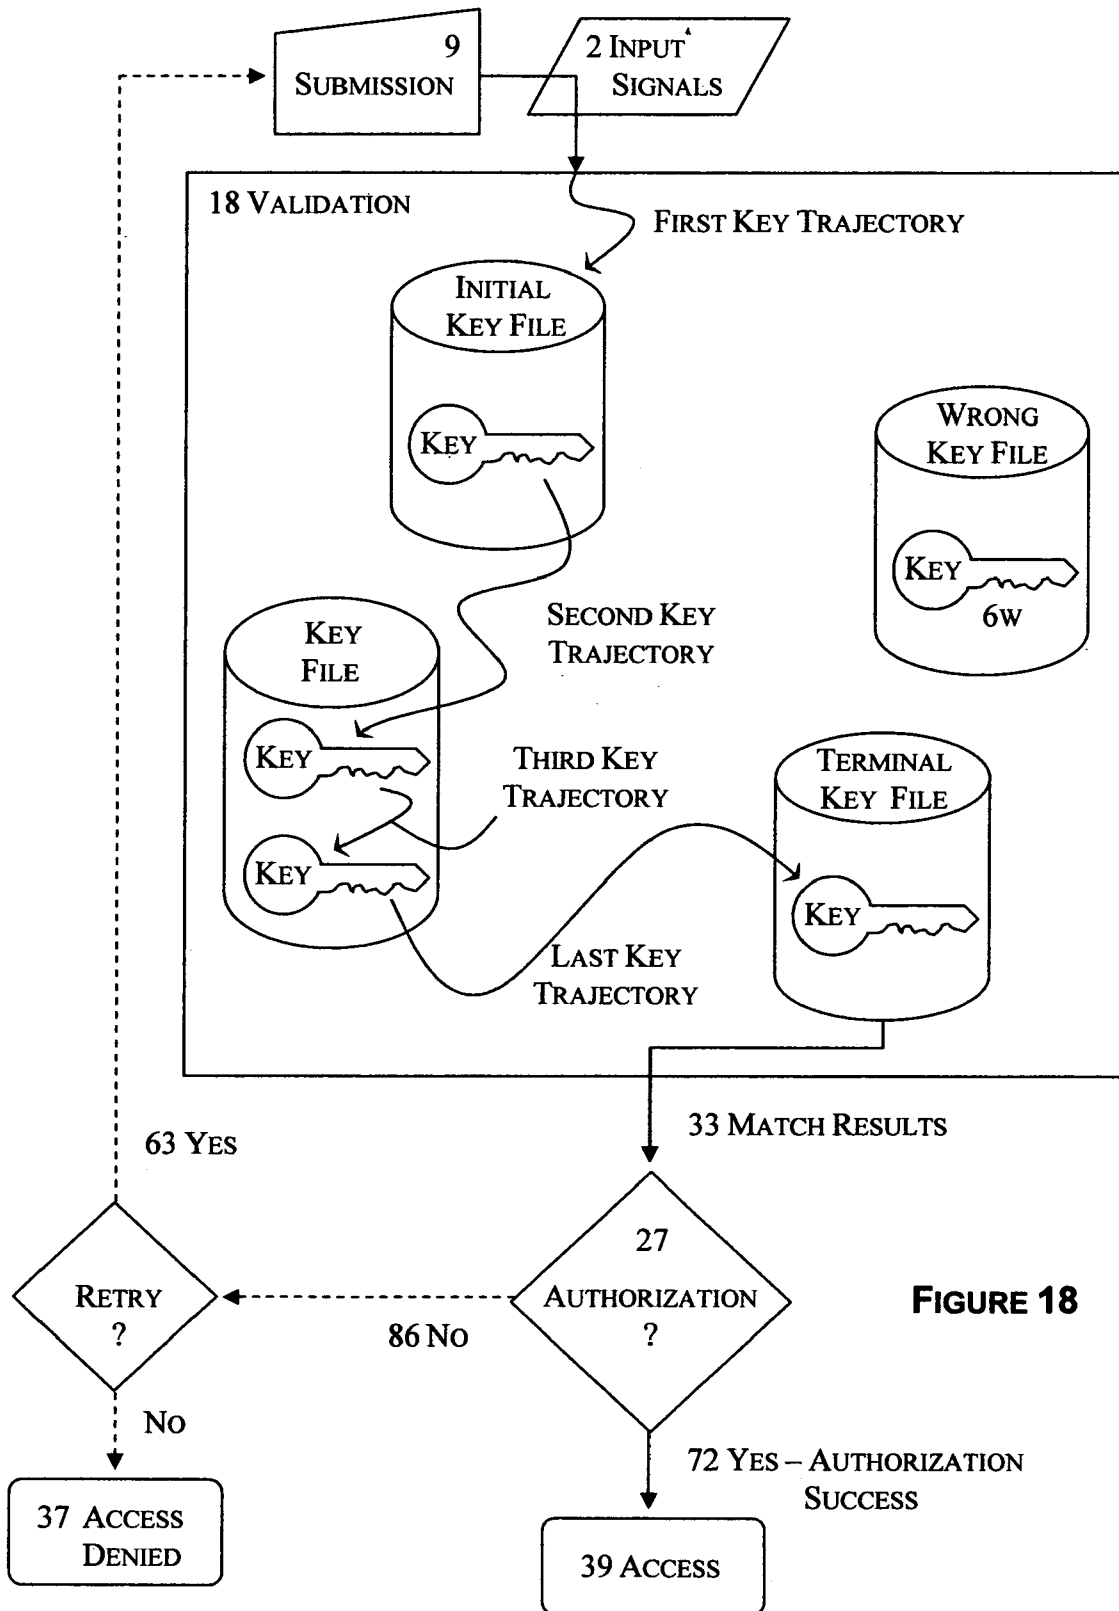 9
SUBMISSION
2 INPUT
SIGNALS
18 VALIDATION
FIRST KEY TRAJECTORY
INITIAL
KEY FILE
KEY
WRONG
KEY FILE
KEY
6W
SECOND KEY
TRAJECTORY
KEY
FILE
KEY
THIRD KEY
TRAJECTORY
KEY
TERMINAL
KEY FILE
KEY
LAST KEY
TRAJECTORY
33 MATCH RESULTS
63 YES
27
AUTHORIZATION
?
RETRY
?
86 NO
FIGURE 18
NO
72 YES – AUTHORIZATION
SUCCESS
37 ACCESS
DENIED
39 ACCESS